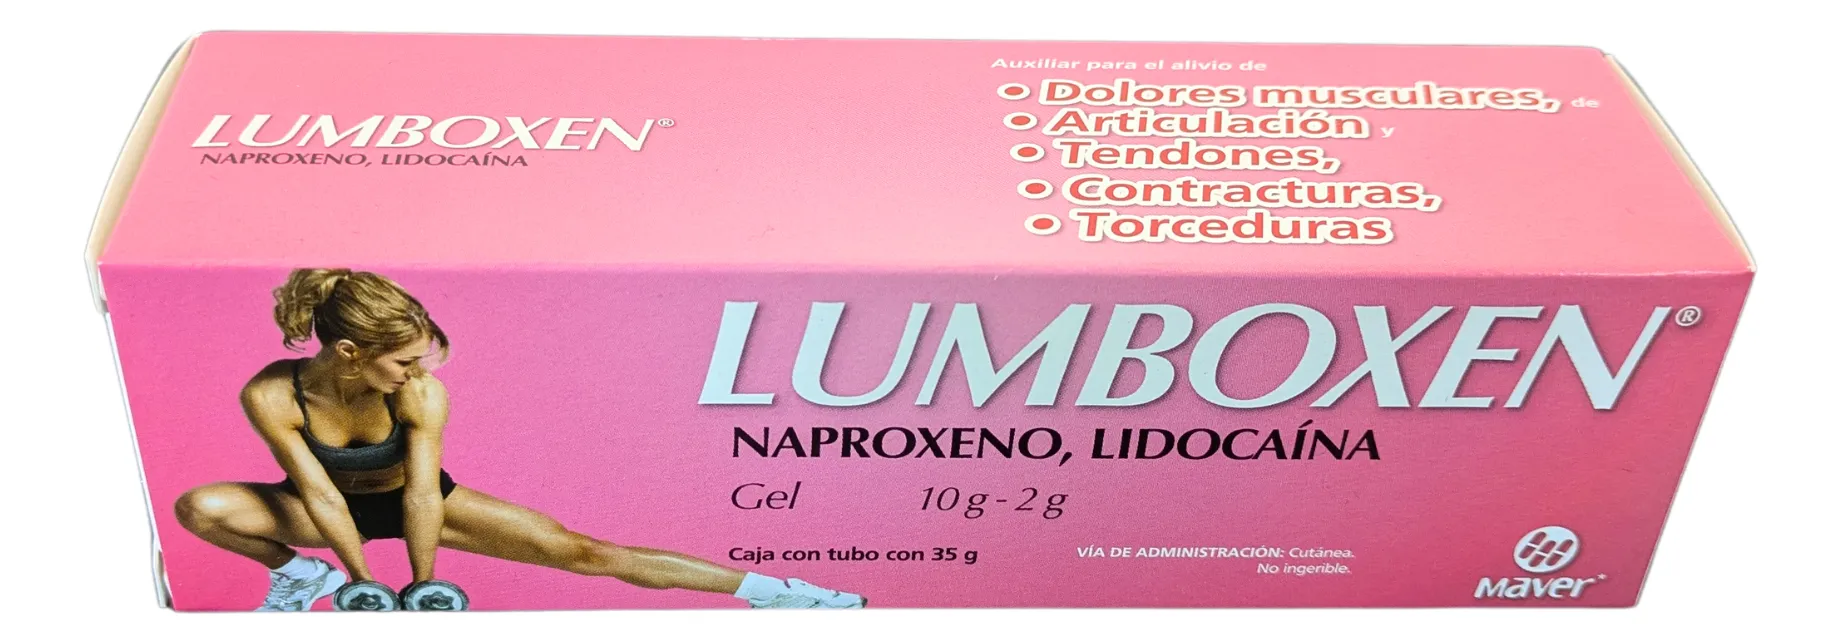 LUMBOXEN®
NAPROXENO, LIDOCAÍNA
Auxiliar para el alivio de
• Dolores musculares, de
• Articulación y
• Tendones,
• Contracturas,
• Torceduras
LUMBOXEN®
NAPROXENO, LIDOCAÍNA
Gel 10 g - 2 g
Caja con tubo con 35 g
VÍA DE ADMINISTRACIÓN: Cutánea.
No ingerible.
Maver